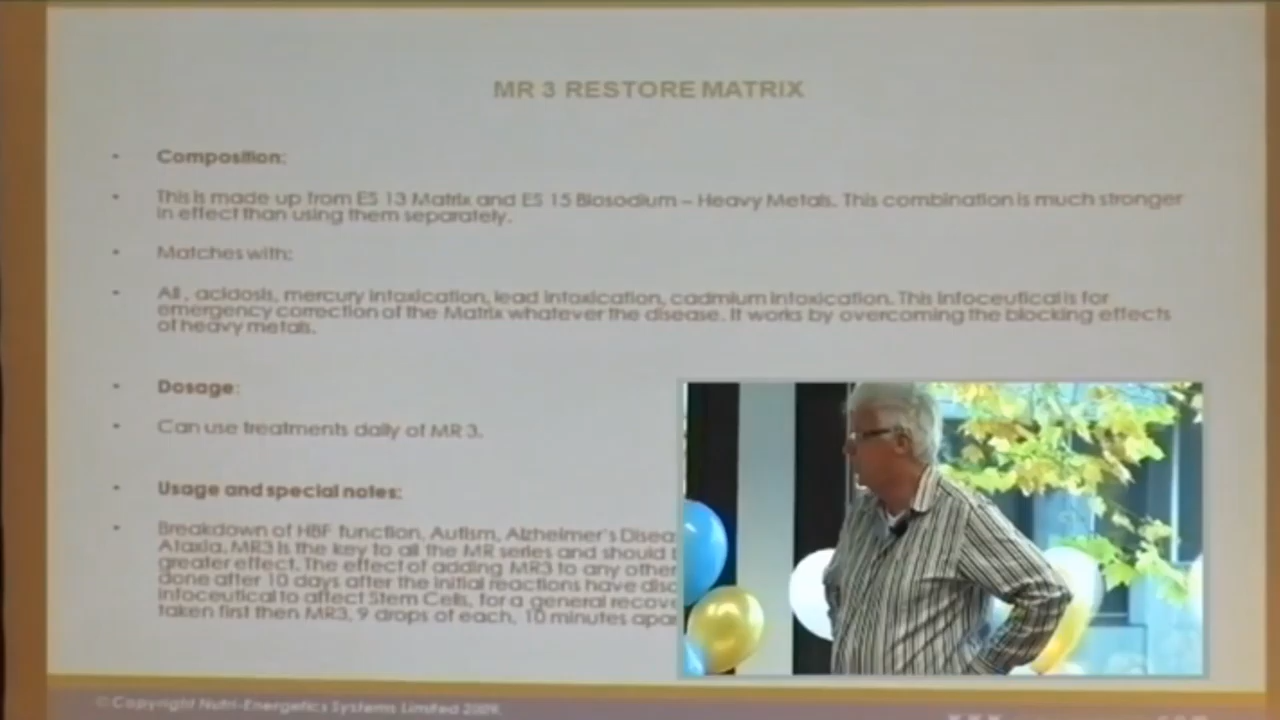 MR 3 RESTORE MATRIX
• Composition:
• This is made up from ES 13 Matrix and ES 15 Biosodium – Heavy Metals. This combination is much stronger
in effect than using them separately.
• Matches with:
• All , acidosis, mercury intoxication, lead intoxication, cadmium intoxication. This Infoceutical is for
emergency correction of the Matrix whatever the disease. It works by overcoming the blocking effects
of heavy metals.
• Dosage:
• Can use treatments daily of MR 3.
• Usage and special notes:
• Breakdown of HBF function, Autism, Alzheimer's Disea
Ataxia. MR3 is the key to all the MR series and should
greater effect. The effect of adding MR3 to any other
done after 10 days after the initial reactions have
Infoceutical to affect Stem Cells, for a general recove
taken first then MR3, 9 drops of each, 10 minutes apar
© Copyright Nutri-Energetics Systems Limited 2009.